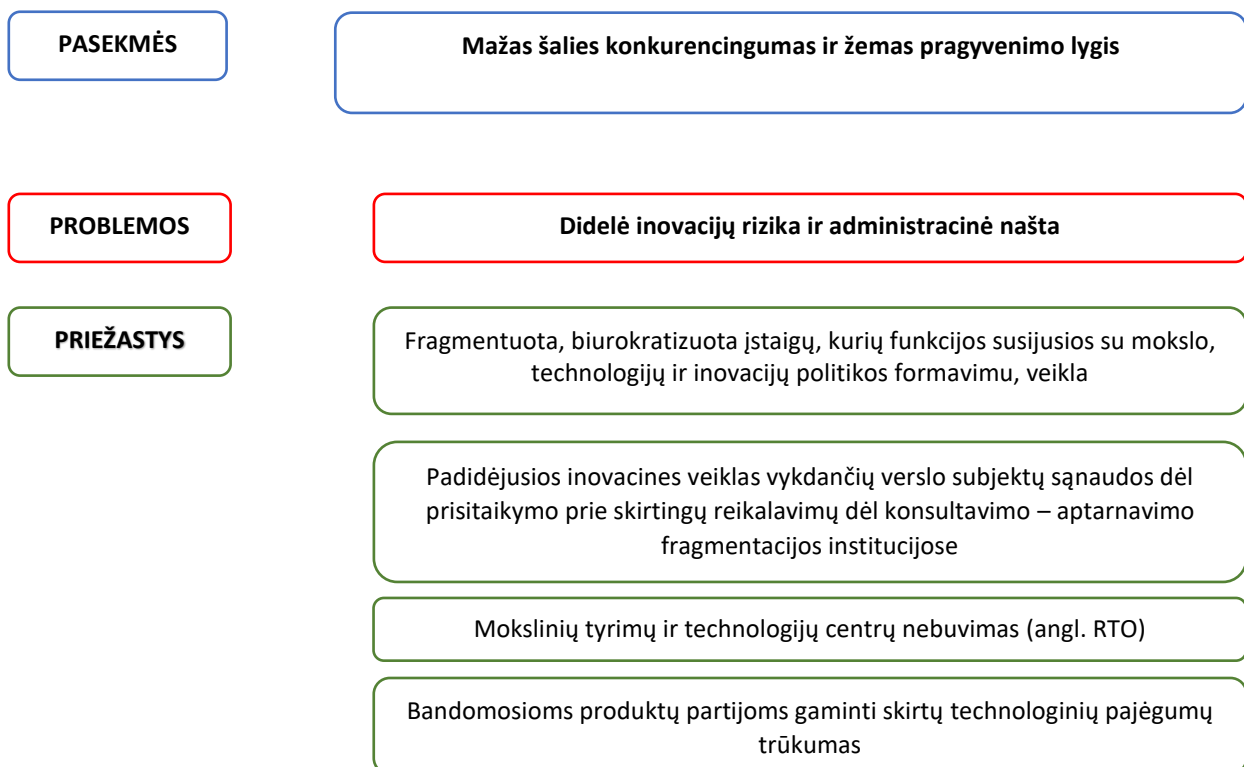 PASEKMĖS
Mažas šalies konkurencingumas ir žemas pragyvenimo lygis
PROBLEMOS
Didelė inovacijų rizika ir administracinė našta
PRIEŽASTYS
Fragmentuota, biurokratizuota įstaigų, kurių funkcijos susijusios su mokslo,
technologijų ir inovacijų politikos formavimu, veikla
Padidėjusios inovacines veiklas vykdančių verslo subjektų sąnaudos dėl
prisitaikymo prie skirtingų reikalavimų dėl konsultavimo – aptarnavimo
fragmentacijos institucijose
Mokslinių tyrimų ir technologijų centrų nebuvimas (angl. RTO)
Bandomosioms produktų partijoms gaminti skirtų technologinių pajėgumų
trūkumas